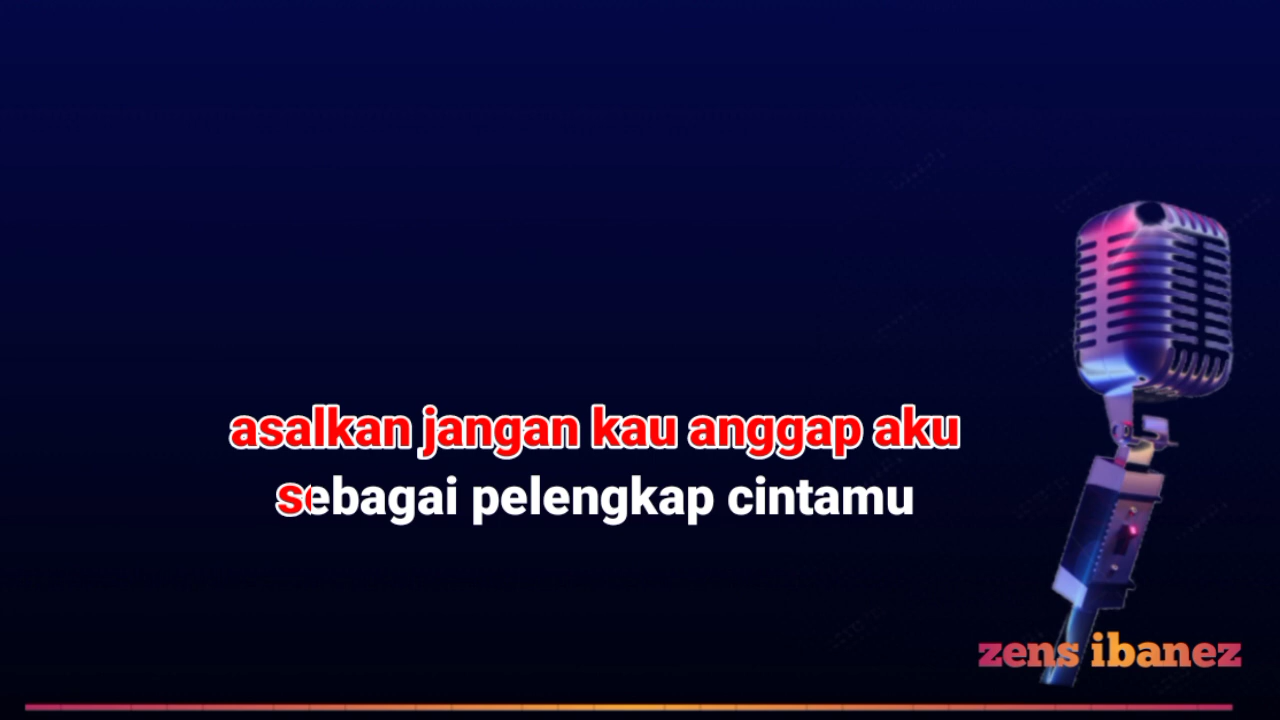 asalkan jangan kau anggap aku
sebagai pelengkap cintamu
zens ibanez